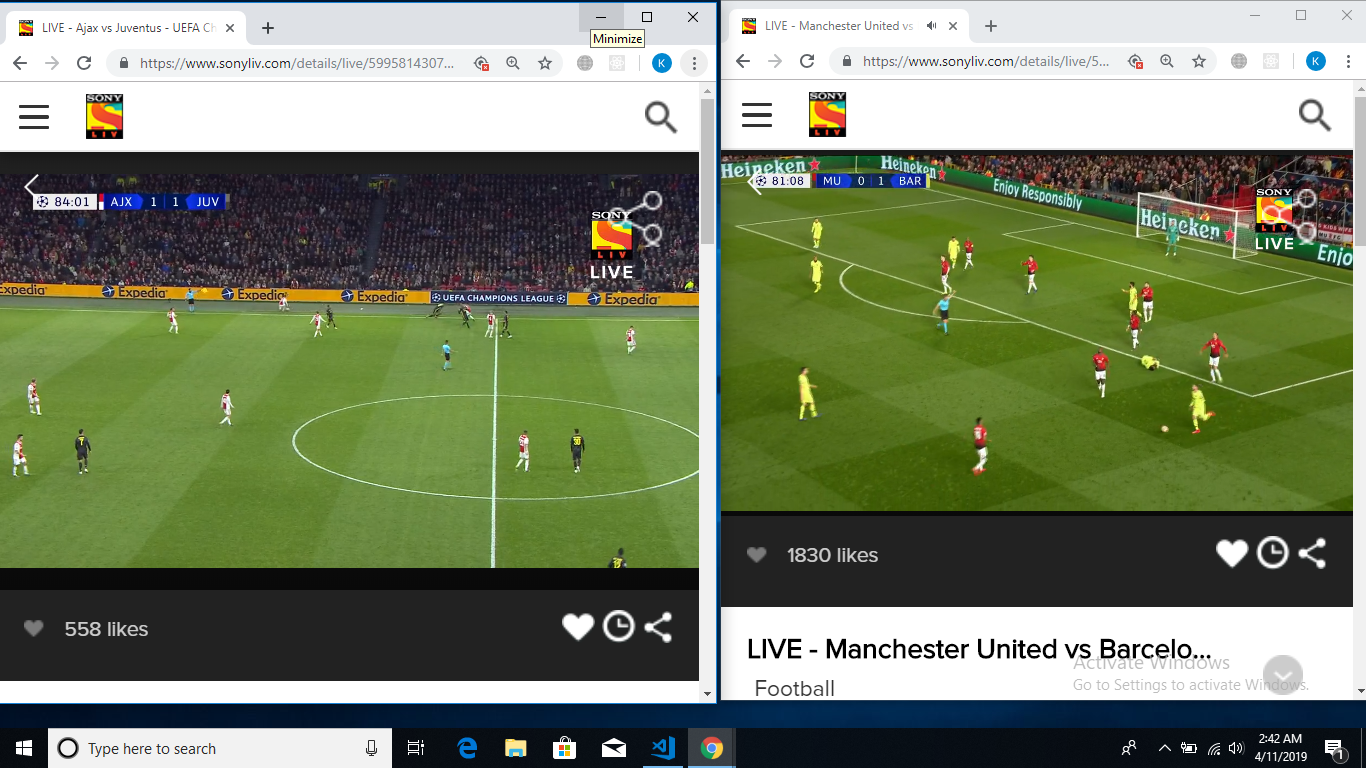 LIVE - Ajax vs Juventus - UEFA Ch
Minimize
https://www.sonyliv.com/details/live/5995814307...
K
SONY
LIV
84:01 AJX 1 1 JUV
SONY
LIVE
Expedia Expedia Expedia Expedia UEFA CHAMPIONS LEAGUE Expedia
7
30
558 likes
LIVE - Manchester United vs
https://www.sonyliv.com/details/live/5...
K
SONY
LIV
Heineken Heineken
Enjoy Responsibly
Heineken
Heineken
Enjo
81:08 MU 0 1 BAR
SONY
LIVE
1830 likes
LIVE - Manchester United vs Barcelo...
Football
Activate Windows
Go to Settings to activate Windows.
Type here to search
2:42 AM
4/11/2019
1